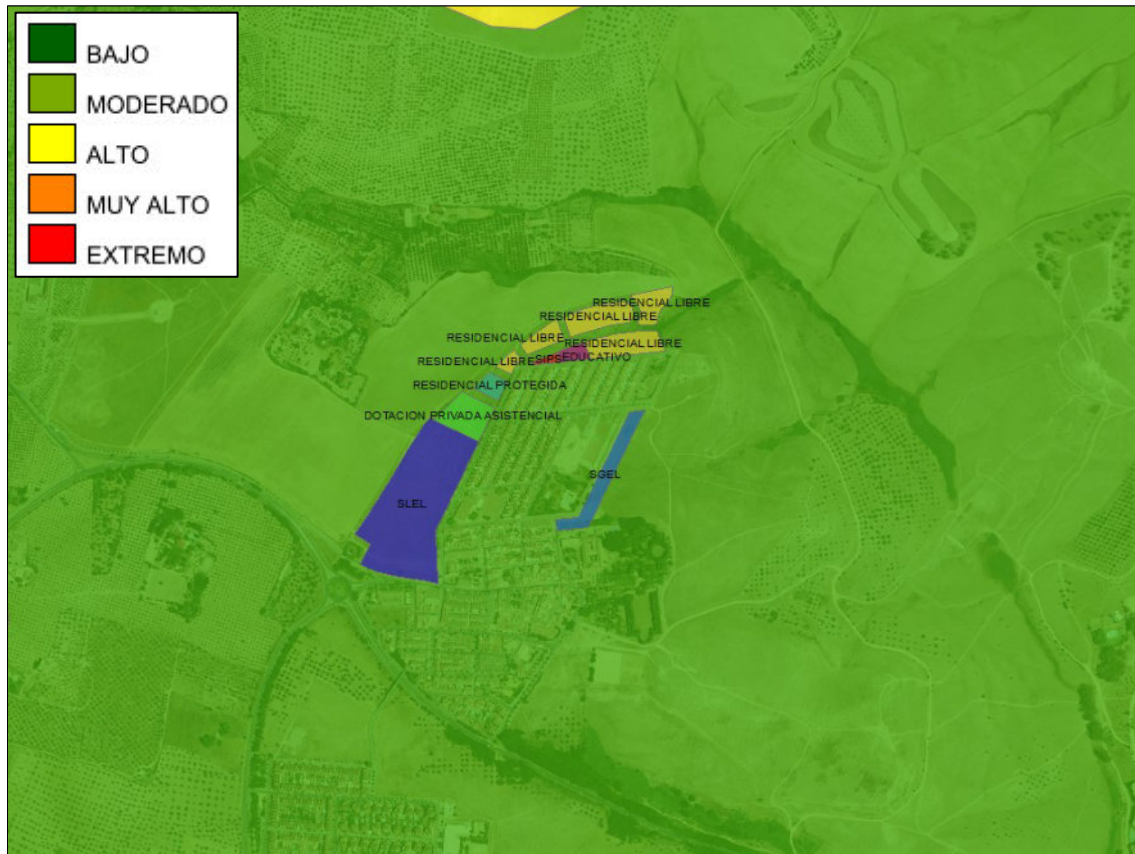 BAJO
MODERADO
ALTO
MUY ALTO
EXTREMO
RESIDENCIAL LIBRE
RESIDENCIAL LIBRE
RESIDENCIAL LIBRE
RESIDENCIAL LIBRE
SIPS EDUCATIVO
RESIDENCIAL LIBRE
RESIDENCIAL PROTEGIDA
DOTACION PRIVADA ASISTENCIAL
SGEL
SLEL